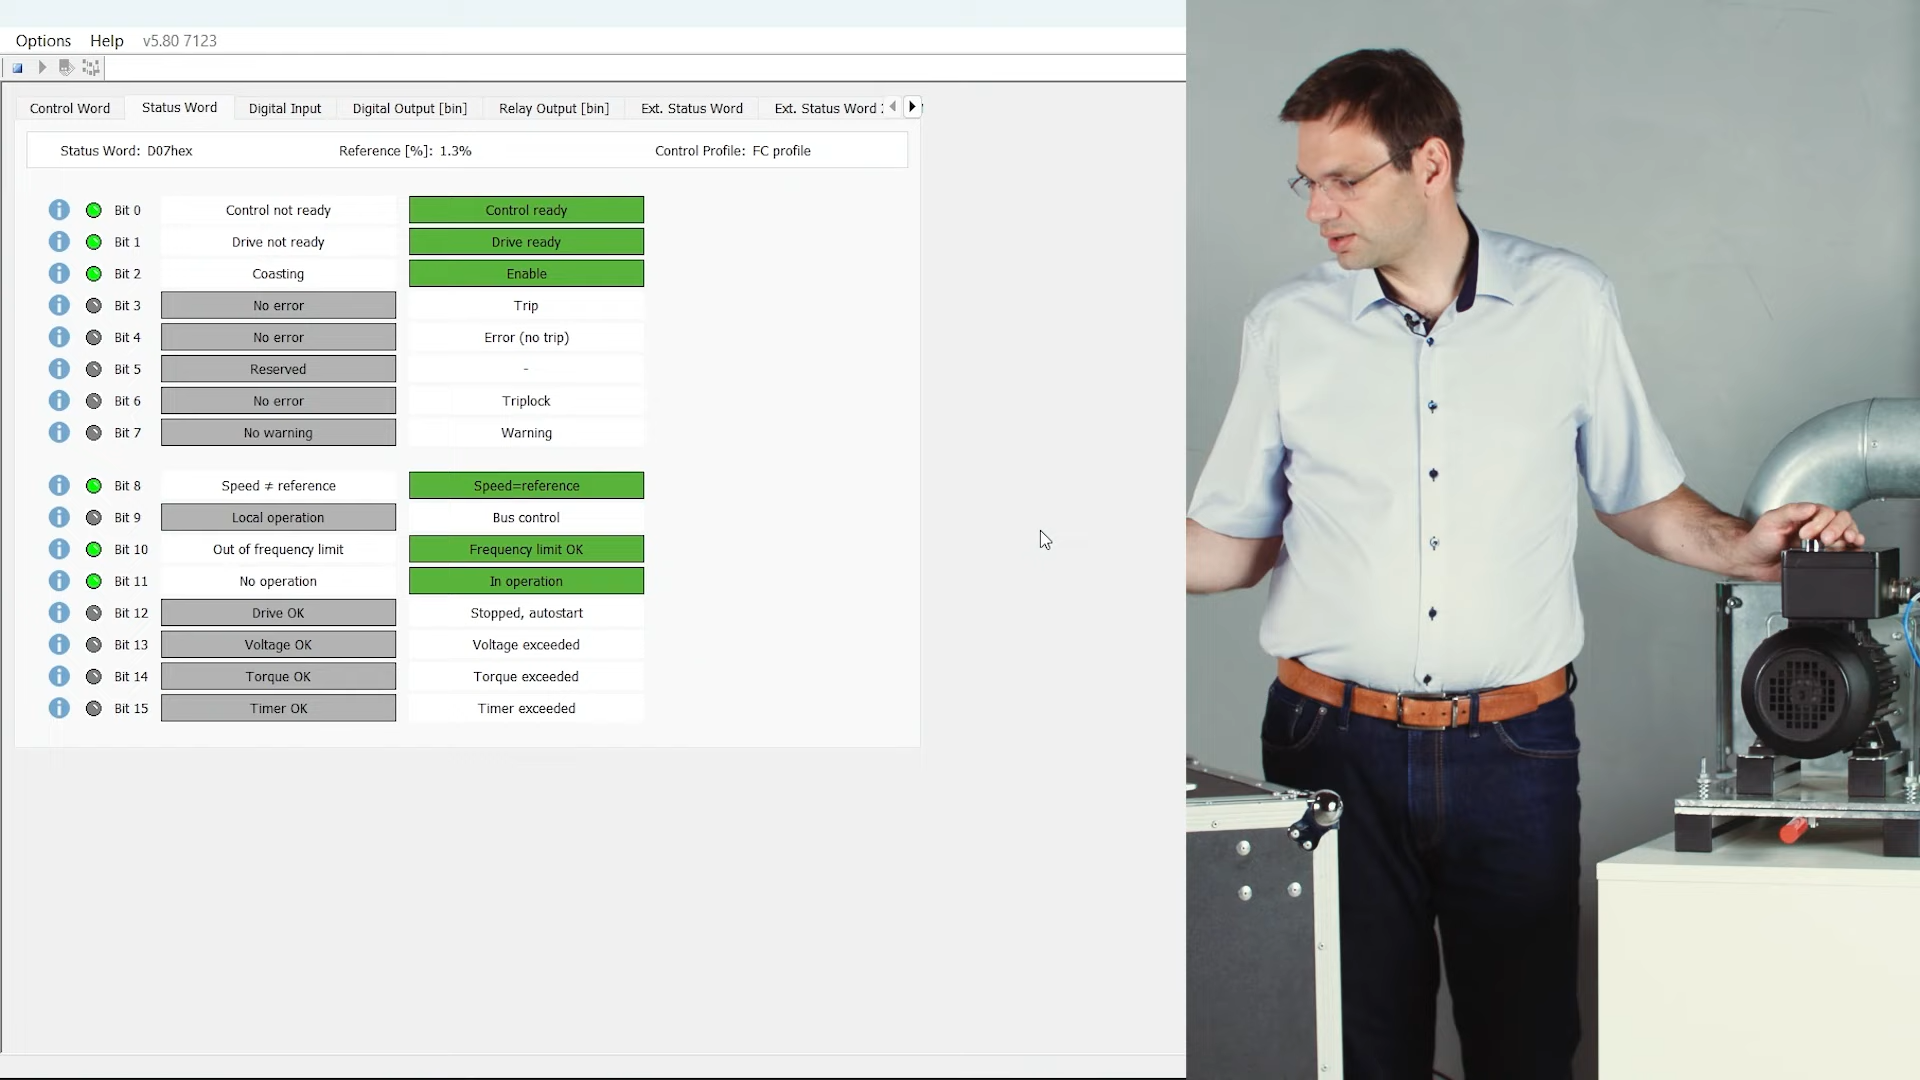 Options Help v5.80 7123
Control Word Status Word Digital Input Digital Output [bin] Relay Output [bin] Ext. Status Word Ext. Status Word
Status Word: D07hex Reference [%]: 1.3% Control Profile: FC profile
Bit 0 Control not ready Control ready
Bit 1 Drive not ready Drive ready
Bit 2 Coasting Enable
Bit 3 No error Trip
Bit 4 No error Error (no trip)
Bit 5 Reserved -
Bit 6 No error Triplock
Bit 7 No warning Warning
Bit 8 Speed ≠ reference Speed=reference
Bit 9 Local operation Bus control
Bit 10 Out of frequency limit Frequency limit OK
Bit 11 No operation In operation
Bit 12 Drive OK Stopped, autostart
Bit 13 Voltage OK Voltage exceeded
Bit 14 Torque OK Torque exceeded
Bit 15 Timer OK Timer exceeded